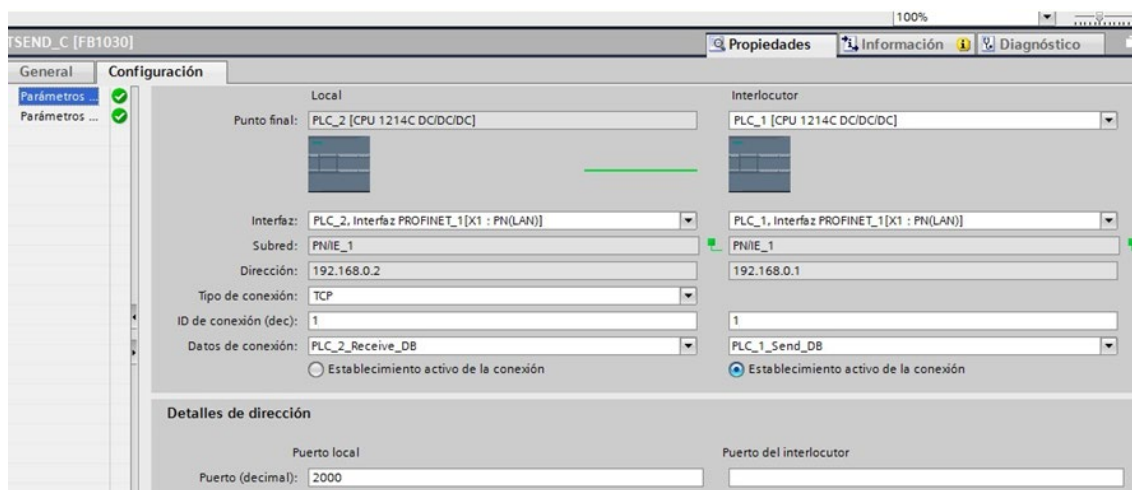 100%
TSEND_C [FB1030]
Propiedades Información Diagnóstico
General Configuración
Parámetros ...
Parámetros ...
Local Interlocutor
Punto final: PLC_2 [CPU 1214C DC/DC/DC] PLC_1 [CPU 1214C DC/DC/DC]
Interfaz: PLC_2, Interfaz PROFINET_1[X1 : PN(LAN)] PLC_1, Interfaz PROFINET_1[X1 : PN(LAN)]
Subred: PN/IE_1 PN/IE_1
Dirección: 192.168.0.2 192.168.0.1
Tipo de conexión: TCP
ID de conexión (dec): 1 1
Datos de conexión: PLC_2_Receive_DB PLC_1_Send_DB
Establecimiento activo de la conexión Establecimiento activo de la conexión
Detalles de dirección
Puerto local Puerto del interlocutor
Puerto (decimal): 2000